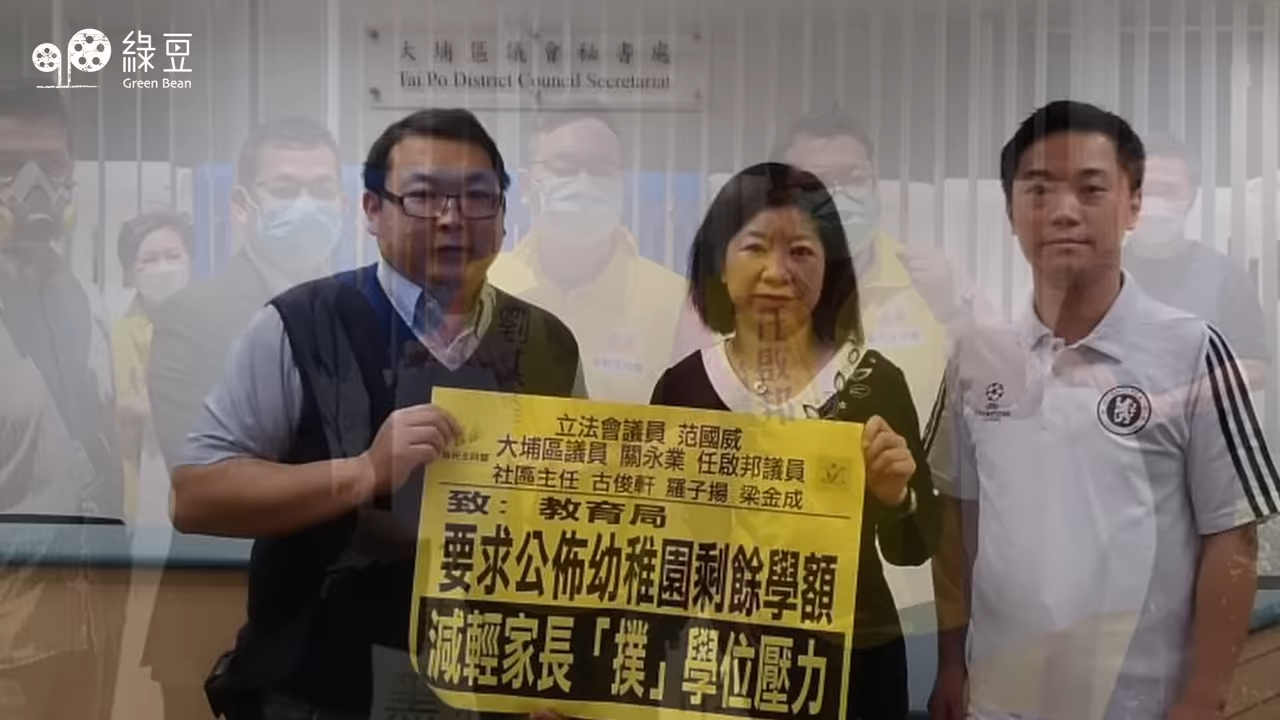 綠豆
Green Bean
大埔區議會秘書處
Tai Po District Council Secretariat
任啟邦
立法會議員 范國威
大埔區議員 關永業 任啟邦議員
社區主任 古俊軒 羅子揚 梁金成
致：教育局
要求公佈幼稚園剩餘學額
減輕家長「撲」學位壓力